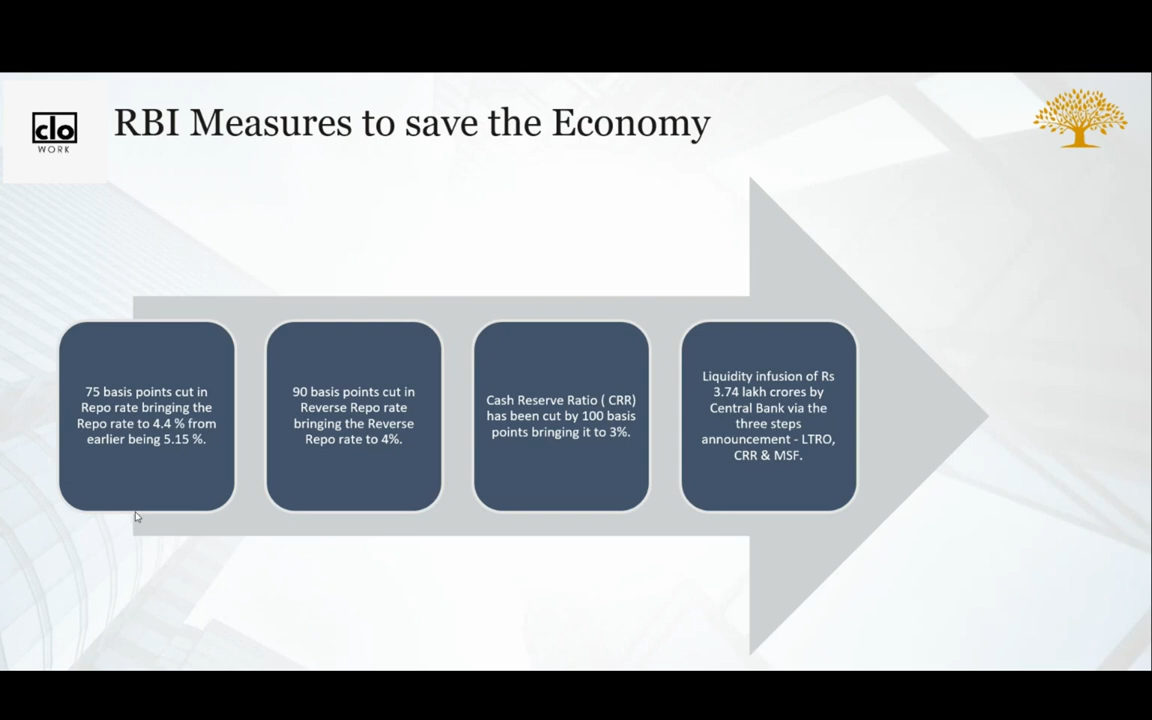 clo
WORK
RBI Measures to save the Economy
75 basis points cut in
Repo rate bringing the
Repo rate to 4.4 % from
earlier being 5.15 %.
90 basis points cut in
Reverse Repo rate
bringing the Reverse
Repo rate to 4%.
Cash Reserve Ratio ( CRR)
has been cut by 100 basis
points bringing it to 3%.
Liquidity infusion of Rs
3.74 lakh crores by
Central Bank via the
three steps
announcement - LTRO,
CRR & MSF.